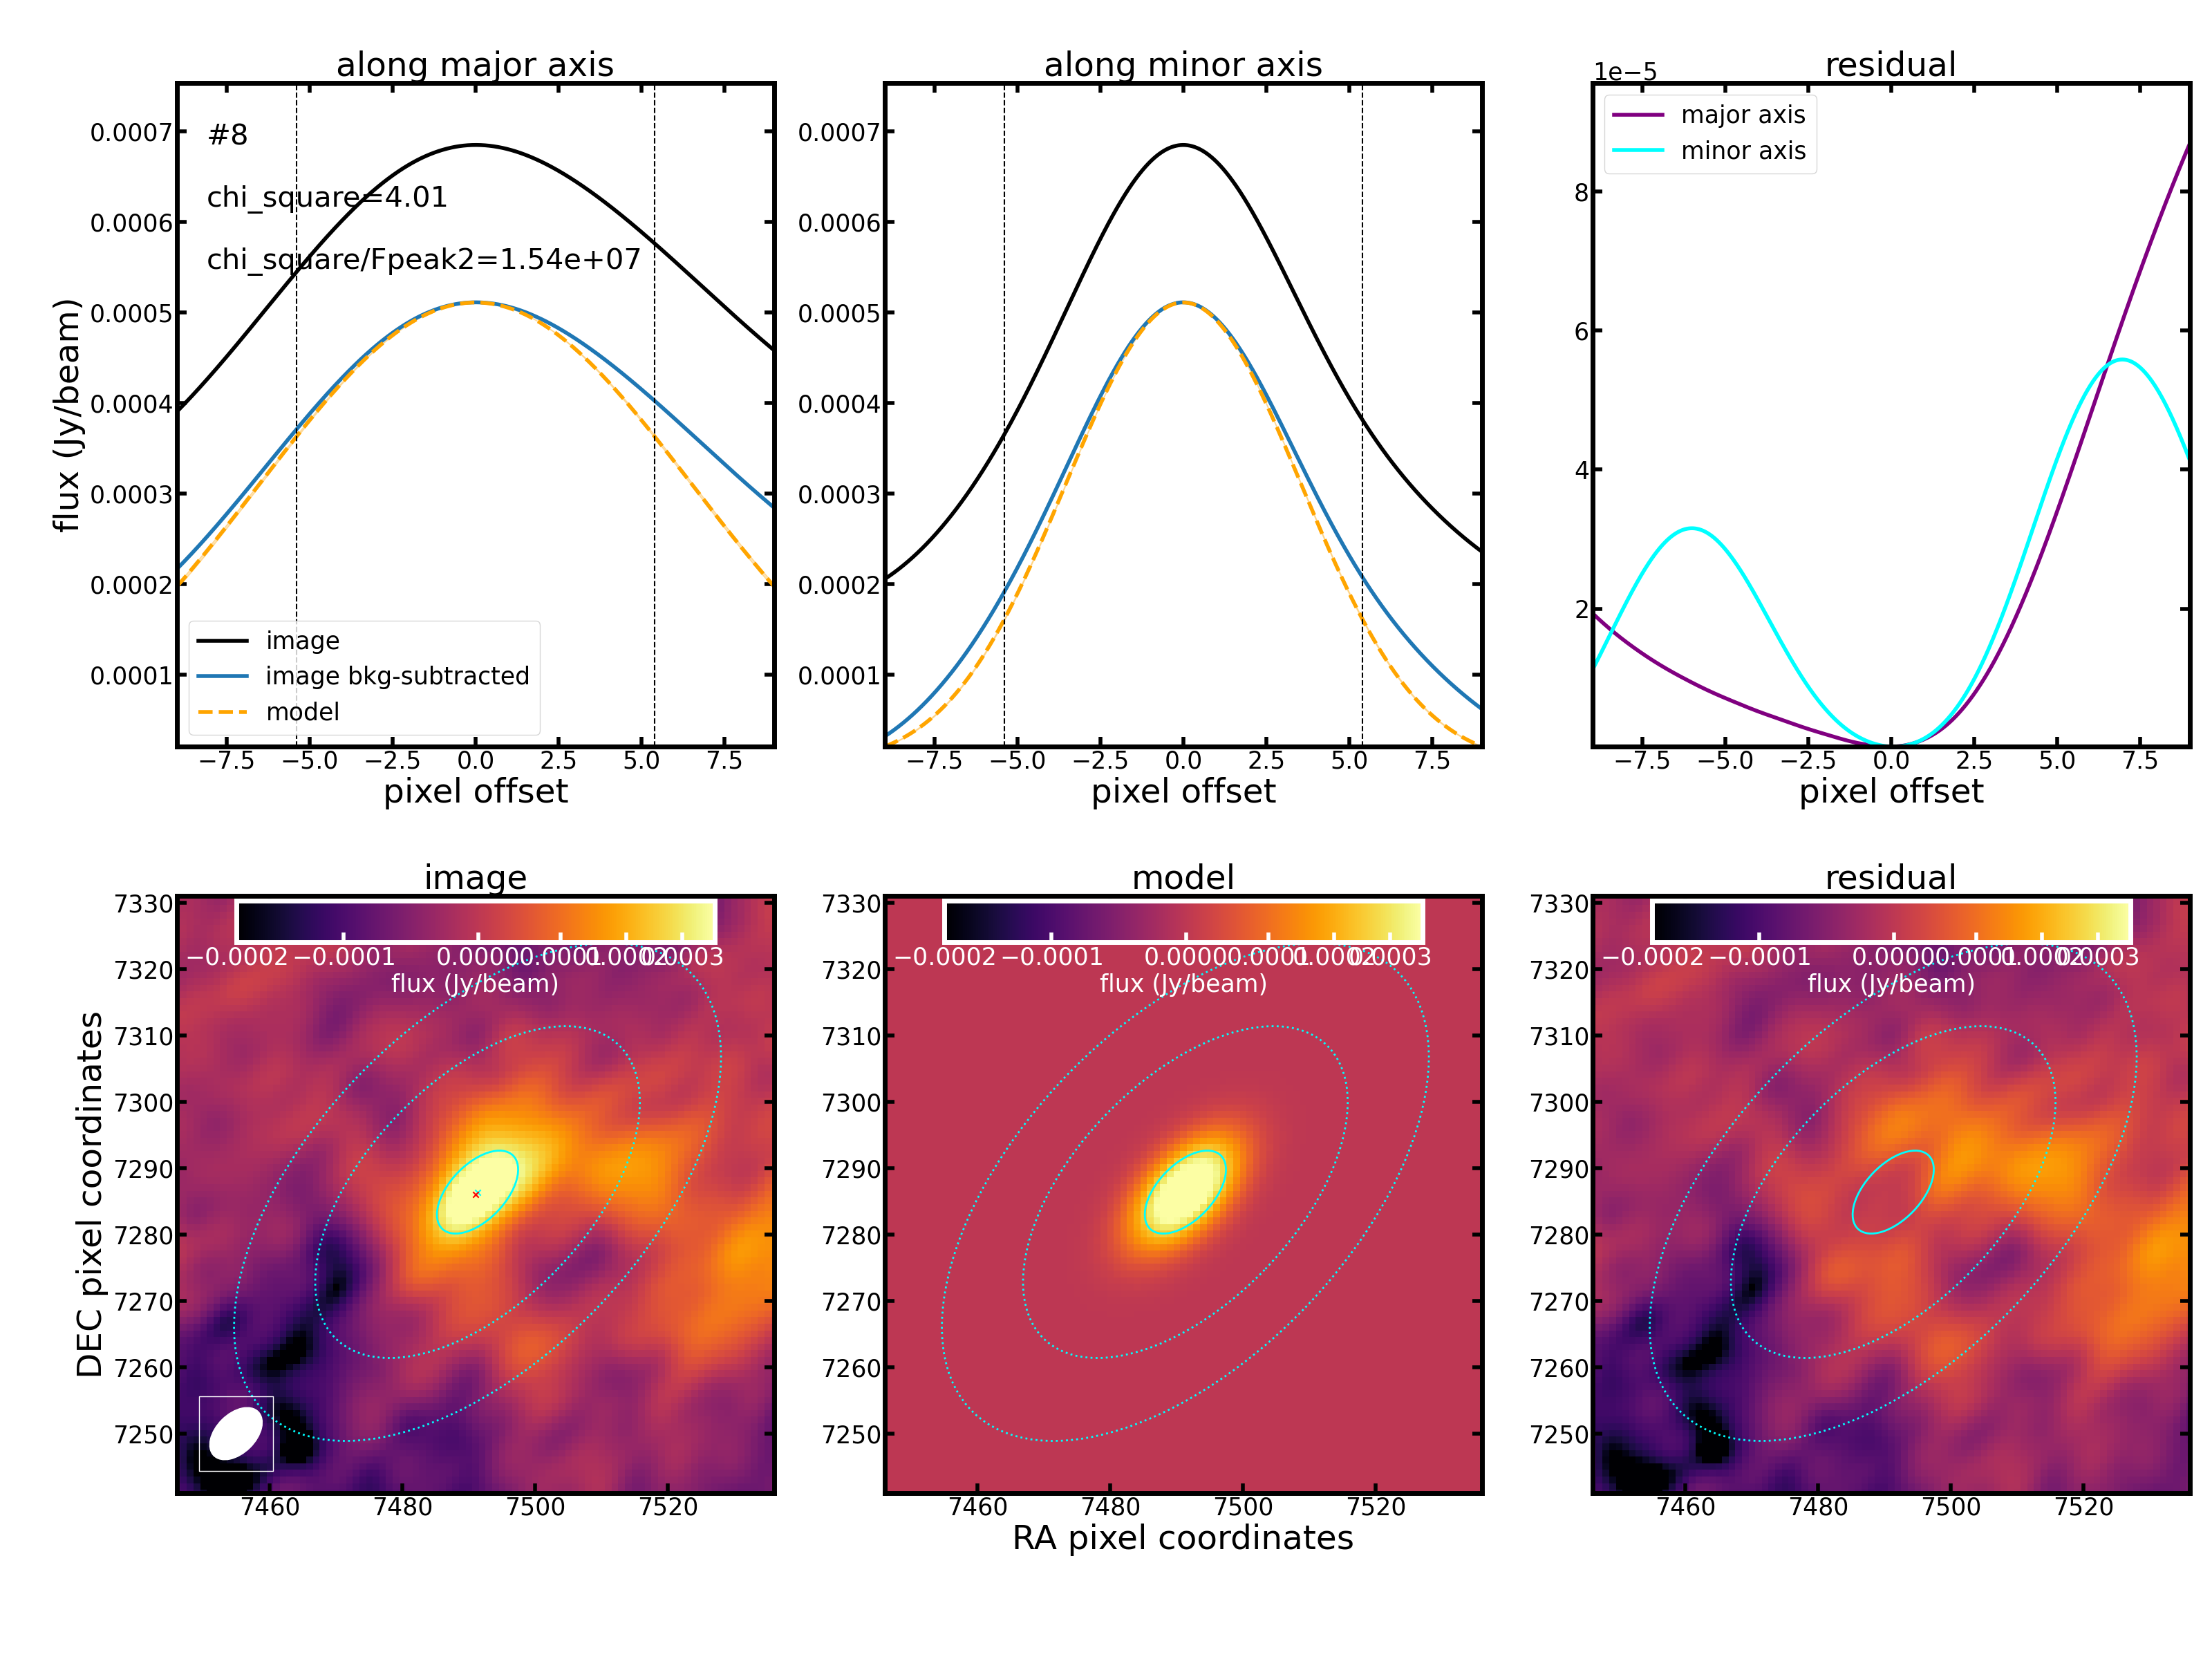 along major axis
along minor axis
residual
1e−5
#8
chi_square=4.01
chi_square/Fpeak2=1.54e+07
image
image bkg-subtracted
model
major axis
minor axis
0.0007
0.0006
0.0005
0.0004
0.0003
0.0002
0.0001
0.0007
0.0006
0.0005
0.0004
0.0003
0.0002
0.0001
8
6
4
2
−7.5 −5.0 −2.5 0.0 2.5 5.0 7.5
−7.5 −5.0 −2.5 0.0 2.5 5.0 7.5
−7.5 −5.0 −2.5 0.0 2.5 5.0 7.5
flux (Jy/beam)
pixel offset
pixel offset
pixel offset
image
model
residual
−0.0002 −0.0001
flux (Jy/beam)
−0.0002 −0.0001
flux (Jy/beam)
−0.0002 −0.0001
flux (Jy/beam)
7330
7320
7310
7300
7290
7280
7270
7260
7250
7330
7320
7310
7300
7290
7280
7270
7260
7250
7330
7320
7310
7300
7290
7280
7270
7260
7250
7460 7480 7500 7520
7460 7480 7500 7520
7460 7480 7500 7520
DEC pixel coordinates
RA pixel coordinates